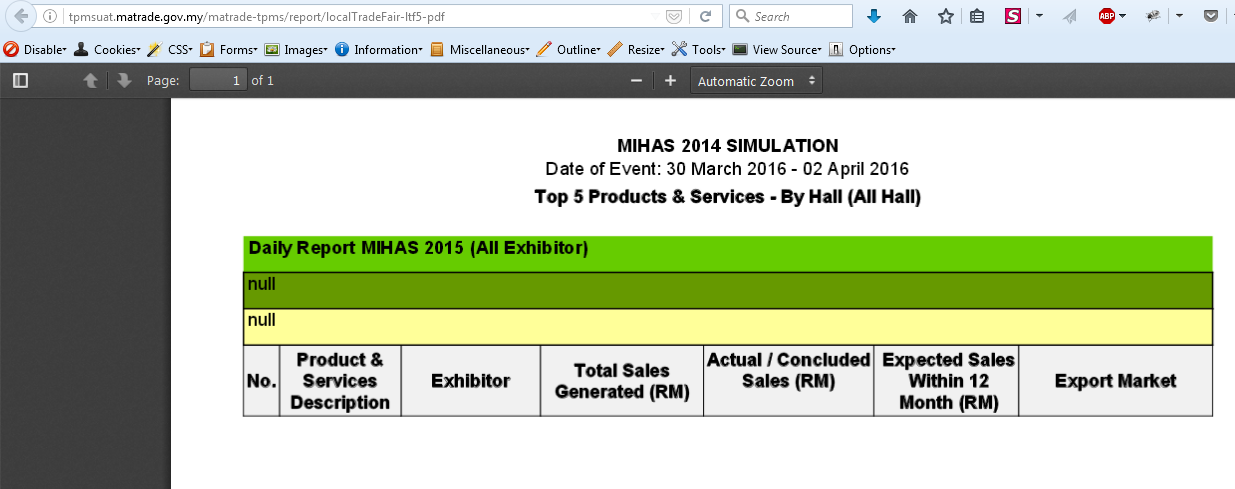 tpmsuat.matrade.gov.my/matrade-tpms/report/localTradeFair-ltf5-pdf
Search
ABP
Disable
Cookies
CSS
Forms
Images
Information
Miscellaneous
Outline
Resize
Tools
View Source
Options
Page: 1 of 1
Automatic Zoom
MIHAS 2014 SIMULATION
Date of Event: 30 March 2016 - 02 April 2016
Top 5 Products & Services - By Hall (All Hall)
Daily Report MIHAS 2015 (All Exhibitor)
null
null
No.
Product &
Services
Description
Exhibitor
Total Sales
Generated (RM)
Actual / Concluded
Sales (RM)
Expected Sales
Within 12
Month (RM)
Export Market